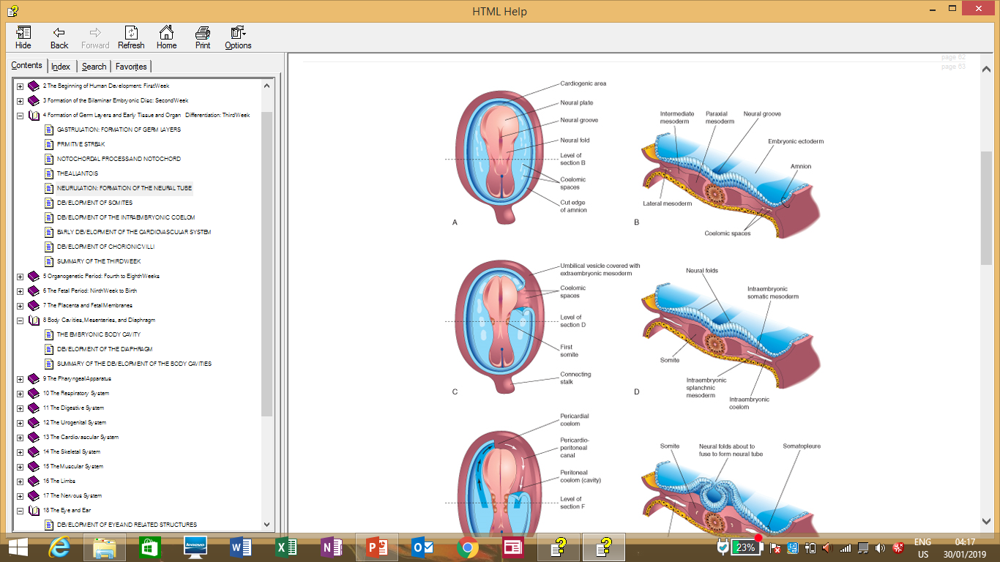 HTML Help
Hide Back Forward Refresh Home Print Options
Contents Index Search Favorites
2 The Beginning of Human Development: FirstWeek
3 Formation of the Bilaminar Embryonic Disc: SecondWeek
4 Formation of Germ Layers and Early Tissue and Organ Differentiation: ThirdWeek
GASTRULATION: FORMATION OF GERM LAYERS
PRIMITIVE STREAK
NOTOCHORDAL PROCESS AND NOTOCHORD
THE ALLANTOIS
NEURULATION: FORMATION OF THE NEURAL TUBE
DEVELOPMENT OF SOMITES
DEVELOPMENT OF THE INTRAEMBRYONIC COELOM
EARLY DEVELOPMENT OF THE CARDIOVASCULAR SYSTEM
DEVELOPMENT OF CHORIONIC VILLI
SUMMARY OF THE THIRD WEEK
5 Organogenetic Period: Fourth to EighthWeeks
6 The Fetal Period: NinthWeek to Birth
7 The Placenta and Fetal Membranes
8 Body Cavities, Mesenteries, and Diaphragm
THE EMBRYONIC BODY CAVITY
DEVELOPMENT OF THE DIAPHRAGM
SUMMARY OF THE DEVELOPMENT OF THE BODY CAVITIES
9 The Pharyngeal Apparatus
10 The Respiratory System
11 The Digestive System
12 The Urogenital System
13 The Cardiovascular System
14 The Skeletal System
15 The Muscular System
16 The Limbs
17 The Nervous System
18 The Eye and Ear
DEVELOPMENT OF EYE AND RELATED STRUCTURES
page 62
page 63
Cardiogenic area
Neural plate
Neural groove
Neural fold
Level of
section B
Coelomic
spaces
Cut edge
of amnion
A
Intermediate
mesoderm
Paraxial
mesoderm
Neural groove
Embryonic ectoderm
Amnion
Lateral mesoderm
Coelomic spaces
B
Umbilical vesicle covered with
extraembryonic mesoderm
Coelomic
spaces
Level of
section D
First
somite
Connecting
stalk
C
Neural folds
Intraembryonic
somatic mesoderm
Somite
Intraembryonic
splanchnic
mesoderm
Intraembryonic
coelom
D
Pericardial
coelom
Pericardio-
peritoneal
canal
Peritoneal
coelom (cavity)
Level of
section F
Somite
Neural folds about to
fuse to form neural tube
Somatopleure
lenovo
23%
ENG
US
04:17
30/01/2019